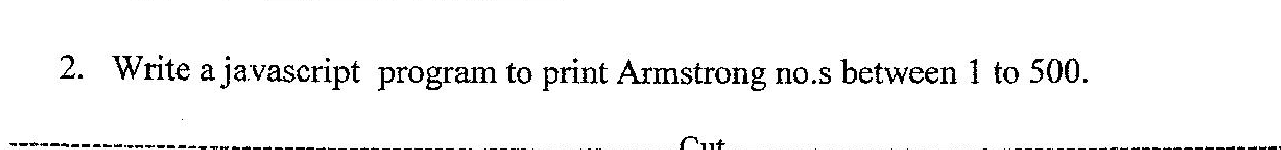 2. Write a javascript program to print Armstrong no.s between 1 to 500.
Cut